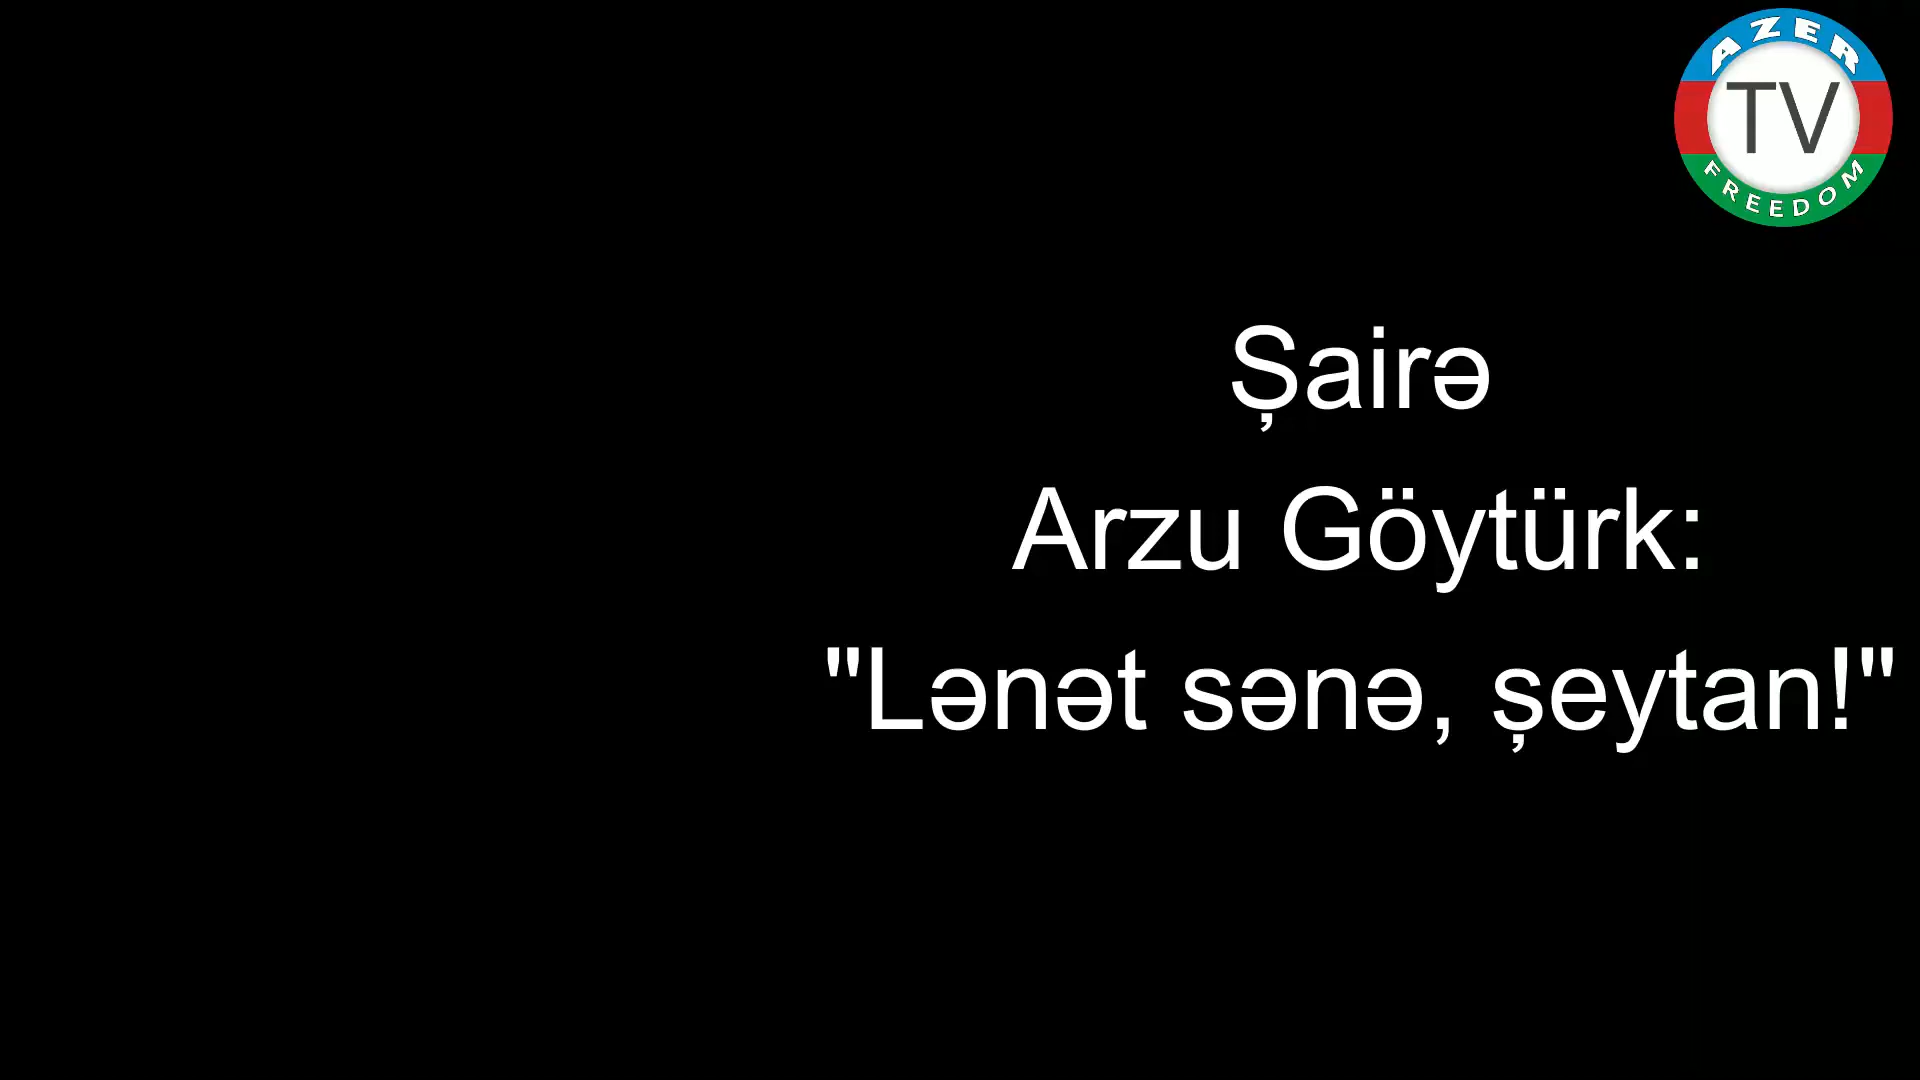 AZER
TV
FREEDOM
Şairə
Arzu Göytürk:
"Lənət sənə, şeytan!"